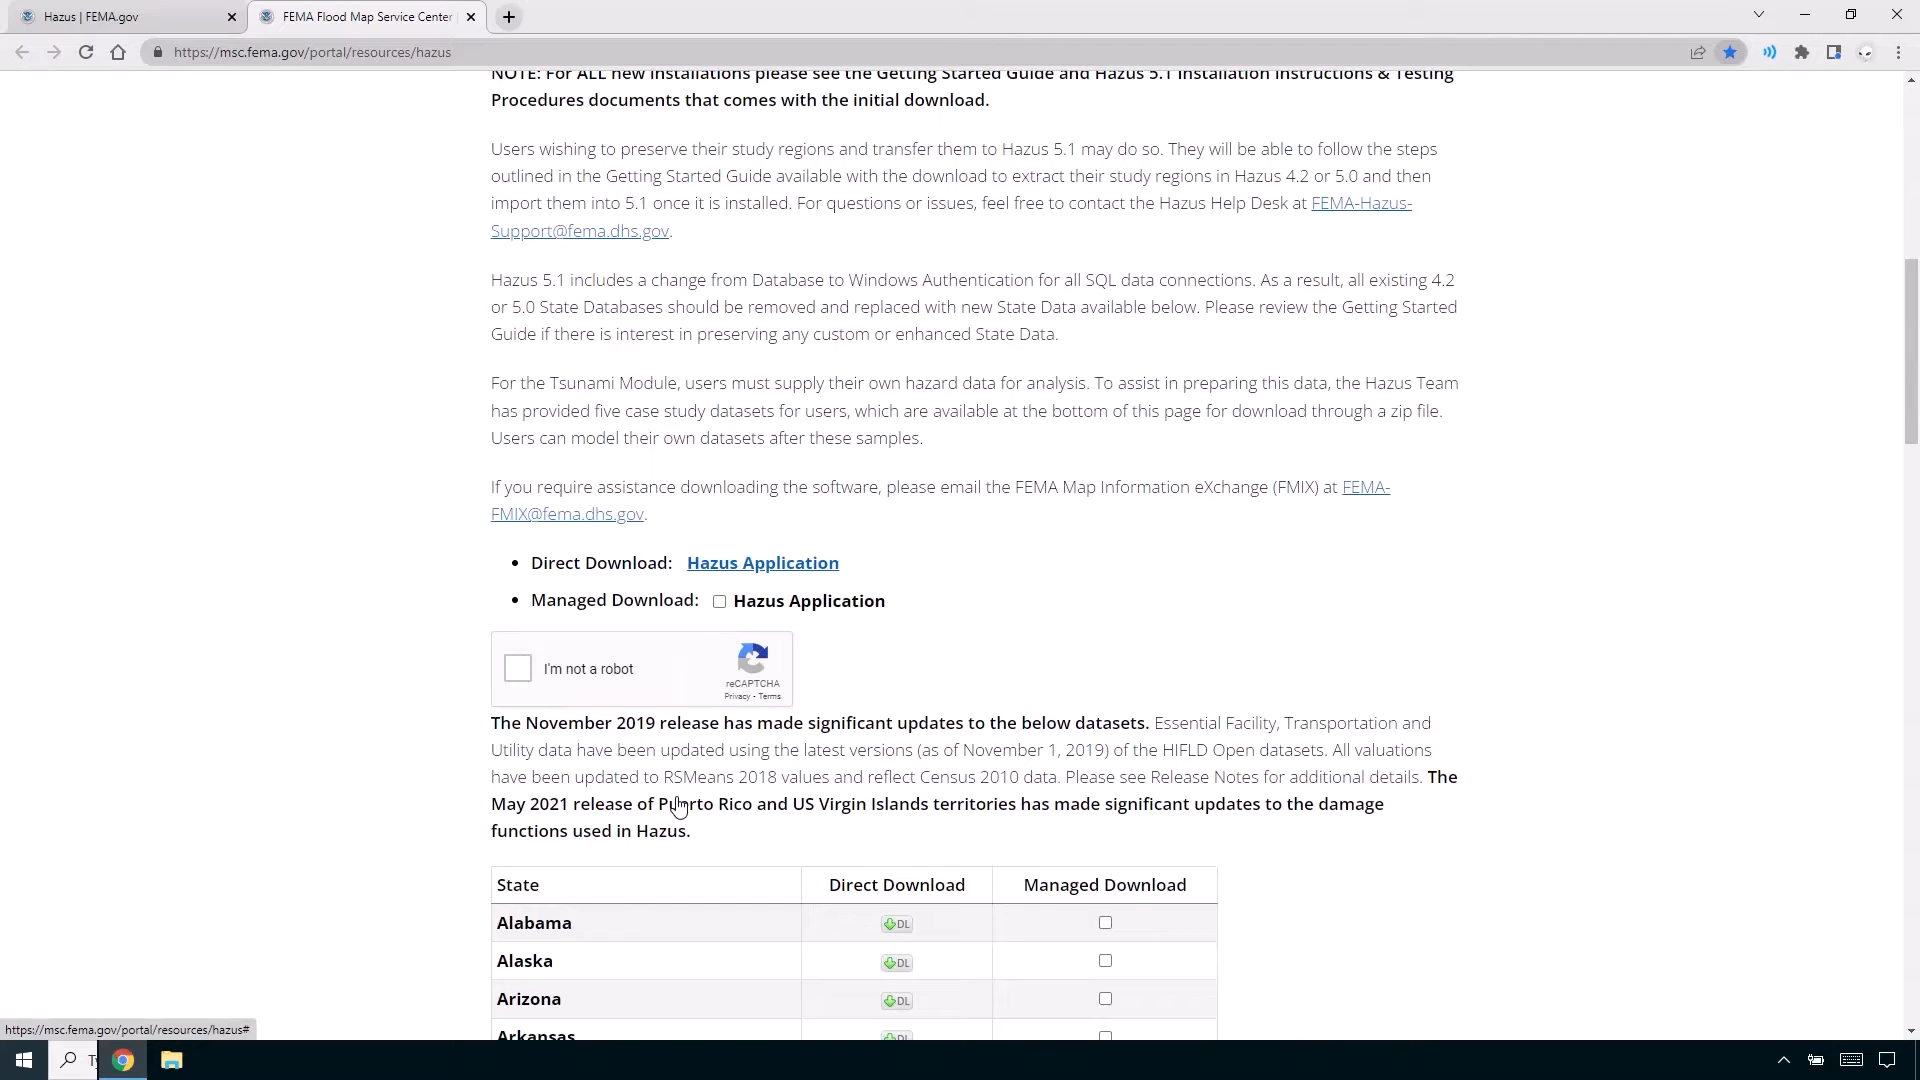 Hazus | FEMA.gov
FEMA Flood Map Service Center
https://msc.fema.gov/portal/resources/hazus
NOTE: For ALL new installations please see the Getting Started Guide and Hazus 5.1 Installation Instructions & Testing
Procedures documents that comes with the initial download.
Users wishing to preserve their study regions and transfer them to Hazus 5.1 may do so. They will be able to follow the steps
outlined in the Getting Started Guide available with the download to extract their study regions in Hazus 4.2 or 5.0 and then
import them into 5.1 once it is installed. For questions or issues, feel free to contact the Hazus Help Desk at FEMA-Hazus-
Support@fema.dhs.gov.
Hazus 5.1 includes a change from Database to Windows Authentication for all SQL data connections. As a result, all existing 4.2
or 5.0 State Databases should be removed and replaced with new State Data available below. Please review the Getting Started
Guide if there is interest in preserving any custom or enhanced State Data.
For the Tsunami Module, users must supply their own hazard data for analysis. To assist in preparing this data, the Hazus Team
has provided five case study datasets for users, which are available at the bottom of this page for download through a zip file.
Users can model their own datasets after these samples.
If you require assistance downloading the software, please email the FEMA Map Information eXchange (FMIX) at FEMA-
FMIX@fema.dhs.gov.
• Direct Download: Hazus Application
• Managed Download: Hazus Application
I'm not a robot
reCAPTCHA
Privacy - Terms
The November 2019 release has made significant updates to the below datasets. Essential Facility, Transportation and
Utility data have been updated using the latest versions (as of November 1, 2019) of the HIFLD Open datasets. All valuations
have been updated to RSMeans 2018 values and reflect Census 2010 data. Please see Release Notes for additional details. The
May 2021 release of Puerto Rico and US Virgin Islands territories has made significant updates to the damage
functions used in Hazus.
State Direct Download Managed Download
Alabama DL
Alaska DL
Arizona DL
Arkansas DL
https://msc.fema.gov/portal/resources/hazus#